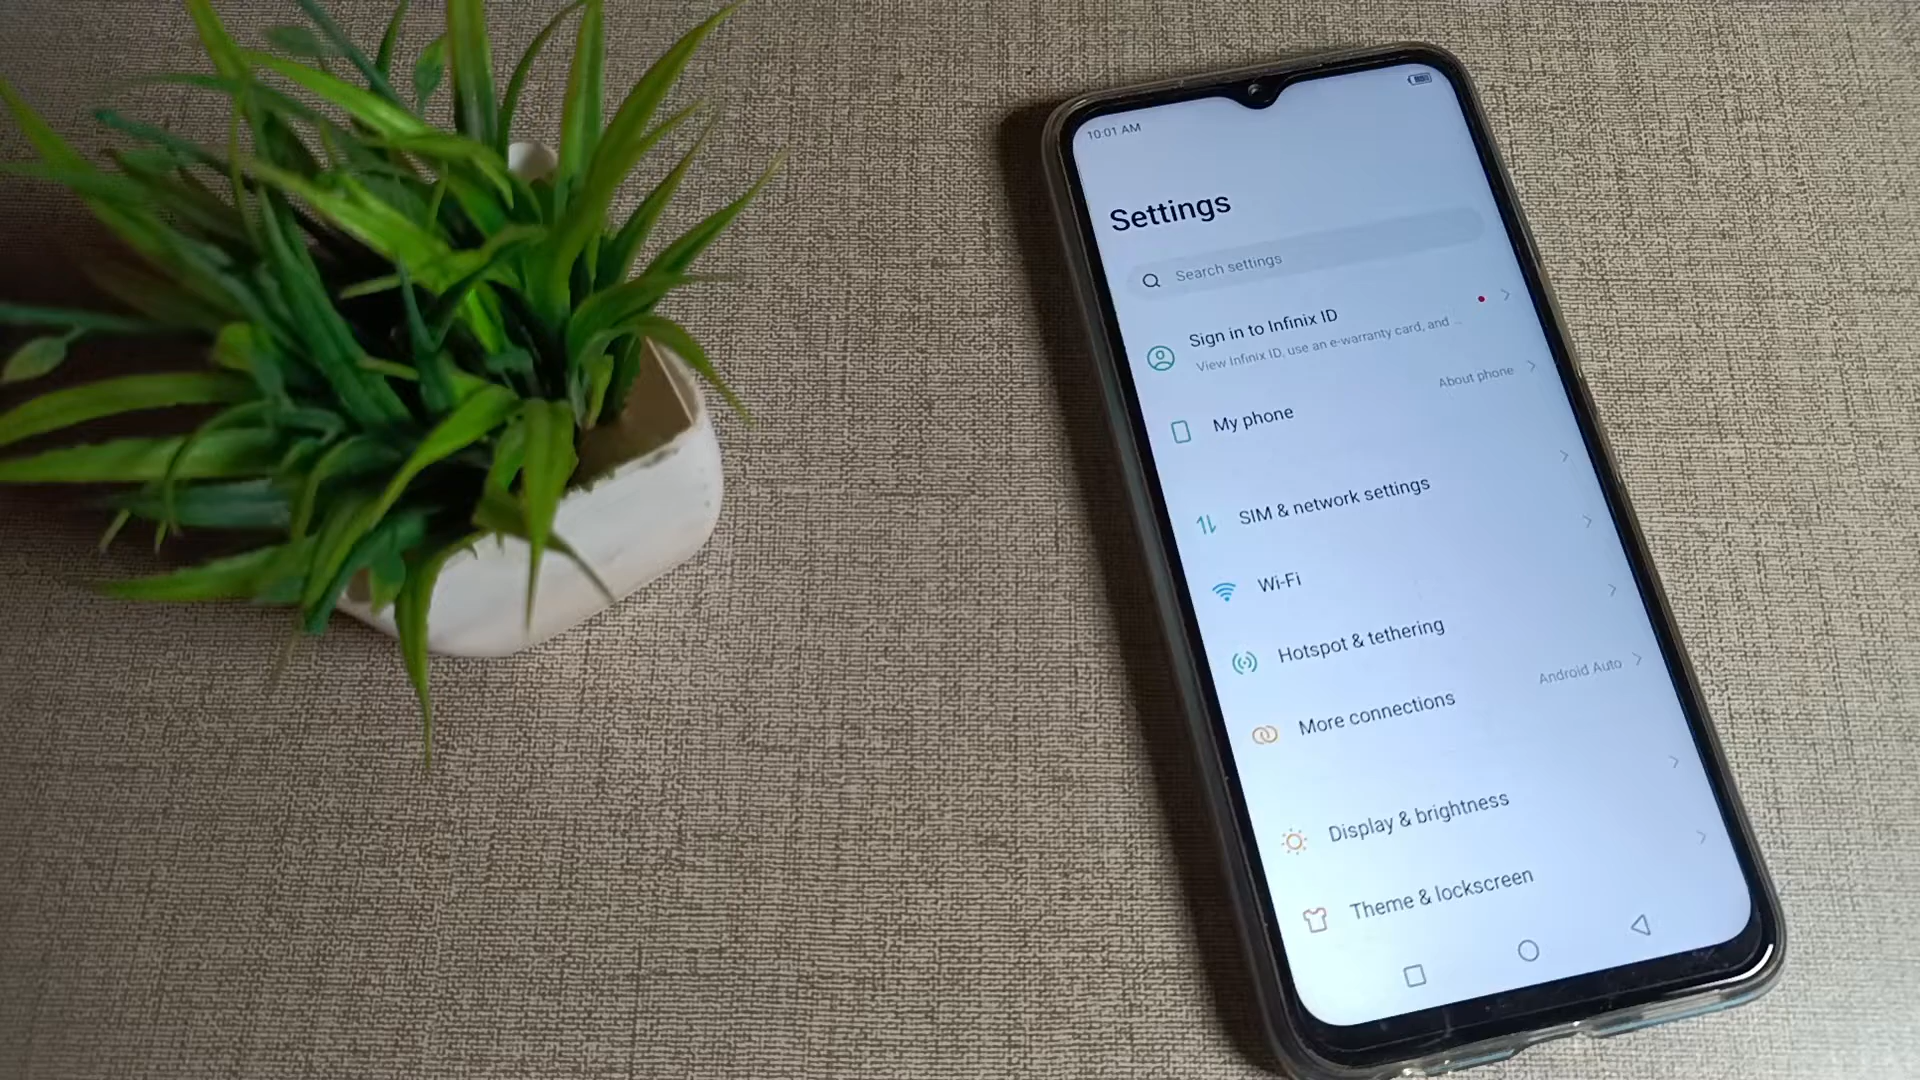 10:01 AM
Settings
Search settings
Sign in to Infinix ID
View Infinix ID, use an e-warranty card, and ...
My phone
About phone
SIM & network settings
Wi-Fi
Hotspot & tethering
More connections
Android Auto
Display & brightness
Theme & lockscreen